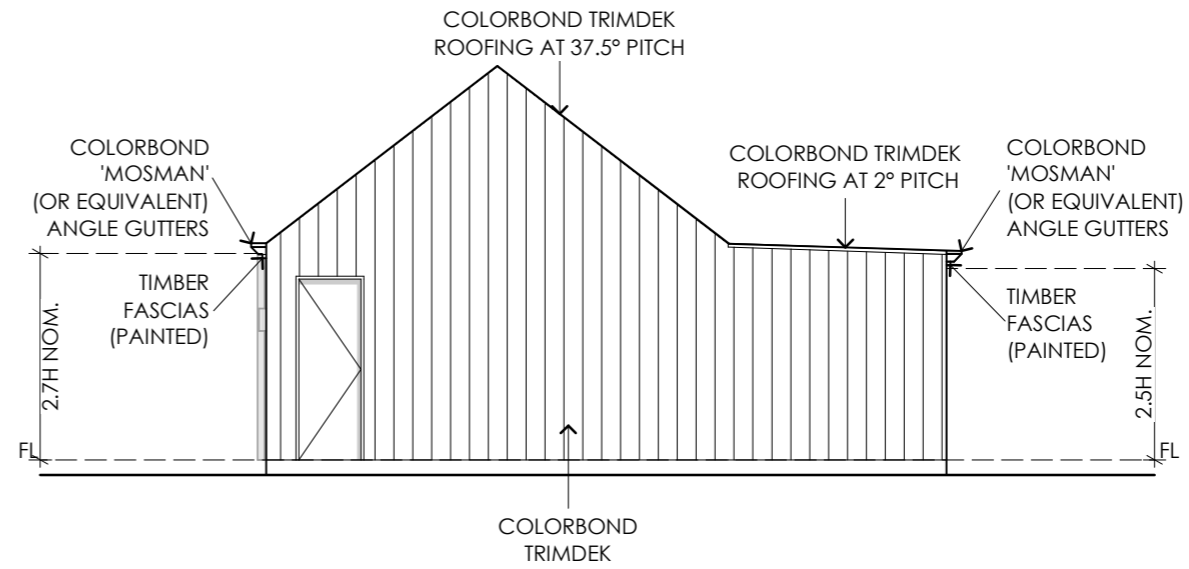 COLORBOND TRIMDEK
ROOFING AT 37.5° PITCH
COLORBOND
'MOSMAN'
(OR EQUIVALENT)
ANGLE GUTTERS
COLORBOND TRIMDEK
ROOFING AT 2° PITCH
COLORBOND
'MOSMAN'
(OR EQUIVALENT)
ANGLE GUTTERS
TIMBER
FASCIAS
(PAINTED)
TIMBER
FASCIAS
(PAINTED)
2.7H NOM.
2.5H NOM.
FL
FL
COLORBOND
TRIMDEK